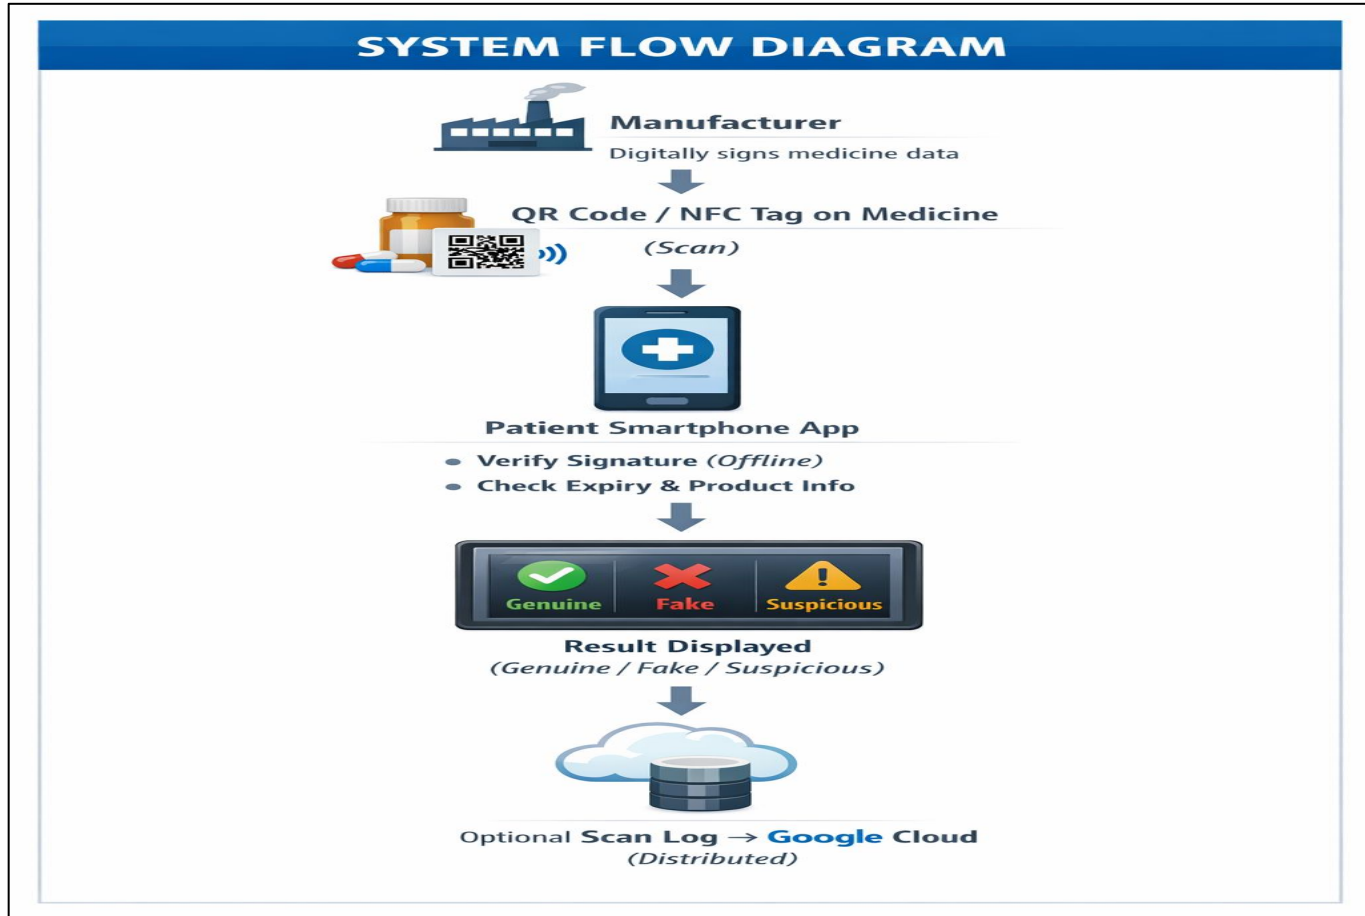 SYSTEM FLOW DIAGRAM
Manufacturer
Digitally signs medicine data
QR Code / NFC Tag on Medicine
(Scan)
Patient Smartphone App
• Verify Signature (Offline)
• Check Expiry & Product Info
Genuine Fake Suspicious
Result Displayed
(Genuine / Fake / Suspicious)
Optional Scan Log → Google Cloud
(Distributed)